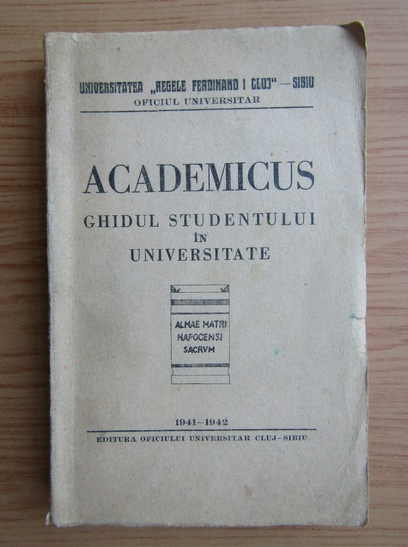 UNIVERSITATEA „REGELE FERDINAND I CLUJ" — SIBIU
OFICIUL UNIVERSITAR
ACADEMICUS
GHIDUL STUDENTULUI
ÎN
UNIVERSITATE
ALMAE MATRI
NAPOCENSI
SACRVM
1941—1942
EDITURA OFICIULUI UNIVERSITAR CLUJ-SIBIU